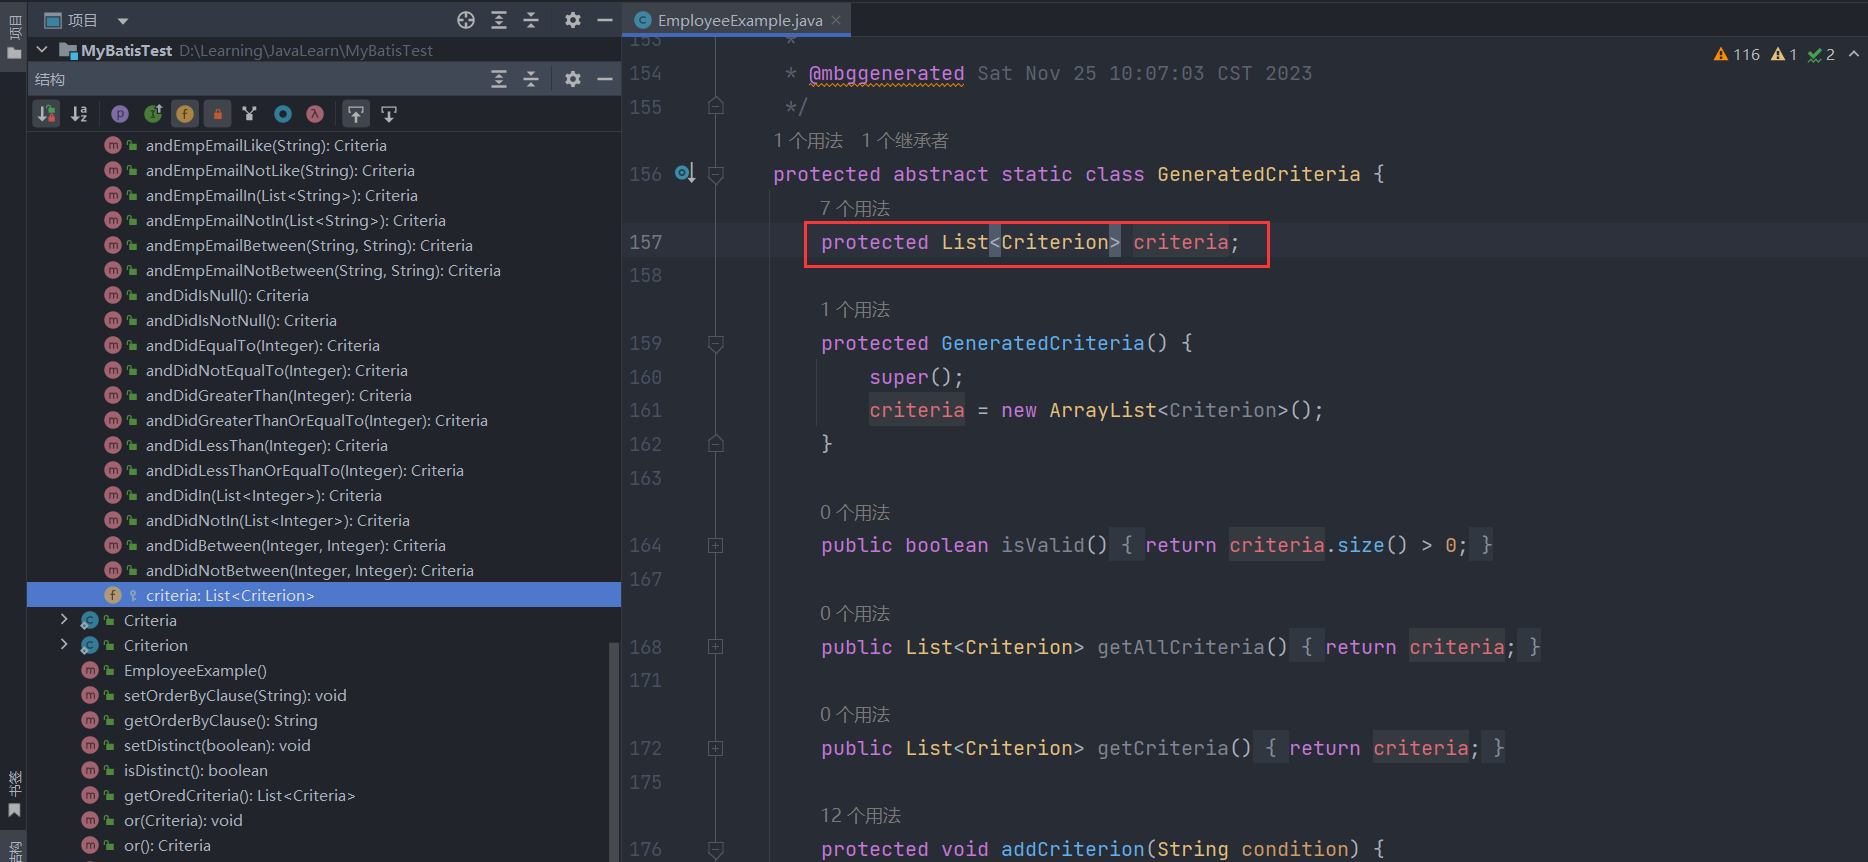 项目
项目
MyBatisTest D:\Learning\JavaLearn\MyBatisTest
结构
andEmpEmailLike(String): Criteria
andEmpEmailNotLike(String): Criteria
andEmpEmailIn(List<String>): Criteria
andEmpEmailNotIn(List<String>): Criteria
andEmpEmailBetween(String, String): Criteria
andEmpEmailNotBetween(String, String): Criteria
andDidIsNull(): Criteria
andDidIsNotNull(): Criteria
andDidEqualTo(Integer): Criteria
andDidNotEqualTo(Integer): Criteria
andDidGreaterThan(Integer): Criteria
andDidGreaterThanOrEqualTo(Integer): Criteria
andDidLessThan(Integer): Criteria
andDidLessThanOrEqualTo(Integer): Criteria
andDidIn(List<Integer>): Criteria
andDidNotIn(List<Integer>): Criteria
andDidBetween(Integer, Integer): Criteria
andDidNotBetween(Integer, Integer): Criteria
criteria: List<Criterion>
Criteria
Criterion
EmployeeExample()
setOrderByClause(String): void
getOrderByClause(): String
setDistinct(boolean): void
isDistinct(): boolean
getOredCriteria(): List<Criteria>
or(Criteria): void
or(): Criteria
书签
结构
EmployeeExample.java
116 1 2
153 *
154 * @mbggenerated Sat Nov 25 10:07:03 CST 2023
155 */
1 个用法 1 个继承者
156 protected abstract static class GeneratedCriteria {
7 个用法
157 protected List<Criterion> criteria;
158
1 个用法
159 protected GeneratedCriteria() {
160 super();
161 criteria = new ArrayList<Criterion>();
162 }
163
0 个用法
164 public boolean isValid() { return criteria.size() > 0; }
167
0 个用法
168 public List<Criterion> getAllCriteria() { return criteria; }
171
0 个用法
172 public List<Criterion> getCriteria() { return criteria; }
175
12 个用法
176 protected void addCriterion(String condition) {